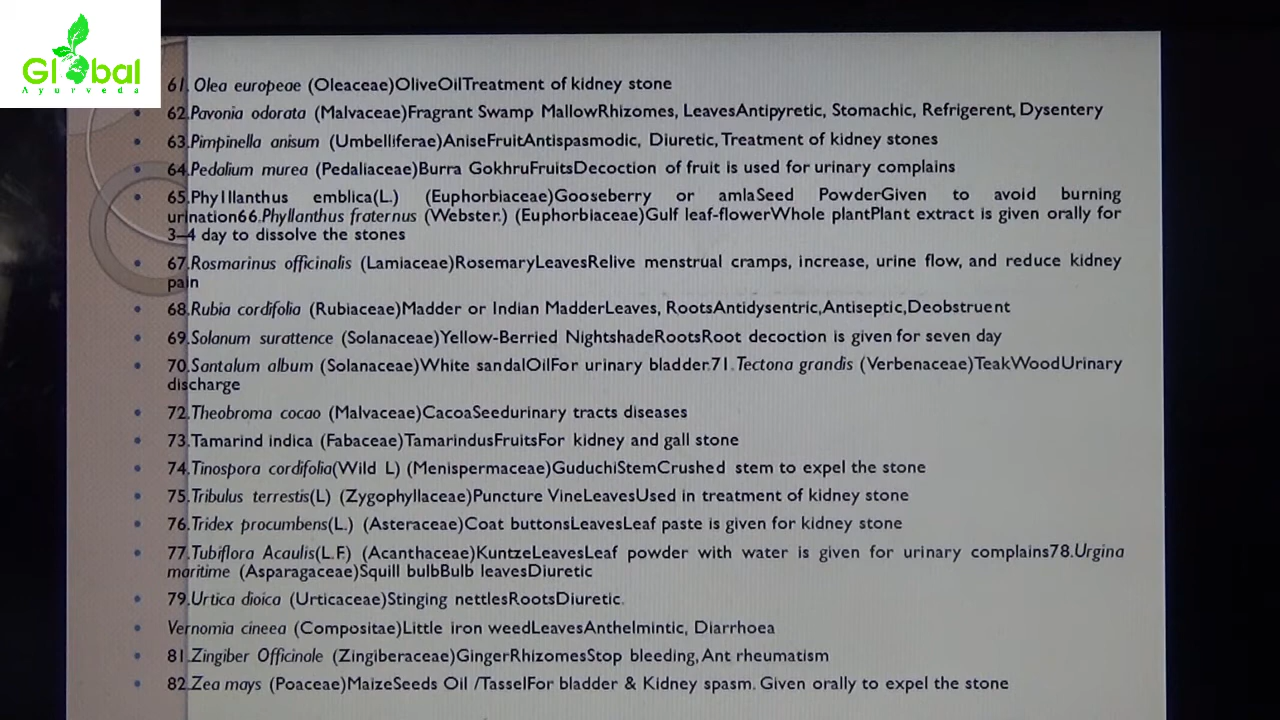 Global
Ayurveda
61. Olea europeae (Oleaceae)OliveOilTreatment of kidney stone
62.Pavonia odorata (Malvaceae)Fragrant Swamp MallowRhizomes, LeavesAntipyretic, Stomachic, Refrigerent, Dysentery
63.Pimpinella anisum (Umbelliferae)AniseFruitAntispasmodic, Diuretic, Treatment of kidney stones
64.Pedalium murea (Pedaliaceae)Burra GokhruFruitsDecoction of fruit is used for urinary complains
65.Phylllanthus emblica(L.) (Euphorbiaceae)Gooseberry or amlaSeed PowderGiven to avoid burning
urination66.Phyllanthus fraternus (Webster.) (Euphorbiaceae)Gulf leaf-flowerWhole plantPlant extract is given orally for
3–4 day to dissolve the stones
67.Rosmarinus officinalis (Lamiaceae)RosemaryLeavesRelive menstrual cramps, increase, urine flow, and reduce kidney
pain
68.Rubia cordifolia (Rubiaceae)Madder or Indian MadderLeaves, RootsAntidysentric,Antiseptic,Deobstruent
69.Solanum surattence (Solanaceae)Yellow-Berried NightshadeRootsRoot decoction is given for seven day
70.Santalum album (Solanaceae)White sandalOilFor urinary bladder71.Tectona grandis (Verbenaceae)TeakWoodUrinary
discharge
72.Theobroma cocao (Malvaceae)CacoaSeedurinary tracts diseases
73.Tamarind indica (Fabaceae)TamarindusFruitsFor kidney and gall stone
74.Tinospora cordifolia(Wild L) (Menispermaceae)GuduchiStemCrushed stem to expel the stone
75.Tribulus terrestis(L) (Zygophyllaceae)Puncture VineLeavesUsed in treatment of kidney stone
76.Tridex procumbens(L.) (Asteraceae)Coat buttonsLeavesLeaf paste is given for kidney stone
77.Tubiflora Acaulis(L.F.) (Acanthaceae)KuntzeLeavesLeaf powder with water is given for urinary complains78.Urgina
maritime (Asparagaceae)Squill bulbBulb leavesDiuretic
79.Urtica dioica (Urticaceae)Stinging nettlesRootsDiuretic.
Vernomia cineea (Compositae)Little iron weedLeavesAnthelmintic, Diarrhoea
81.Zingiber Officinale (Zingiberaceae)GingerRhizomesStop bleeding, Ant rheumatism
82.Zea mays (Poaceae)MaizeSeeds Oil /TasselFor bladder & Kidney spasm. Given orally to expel the stone